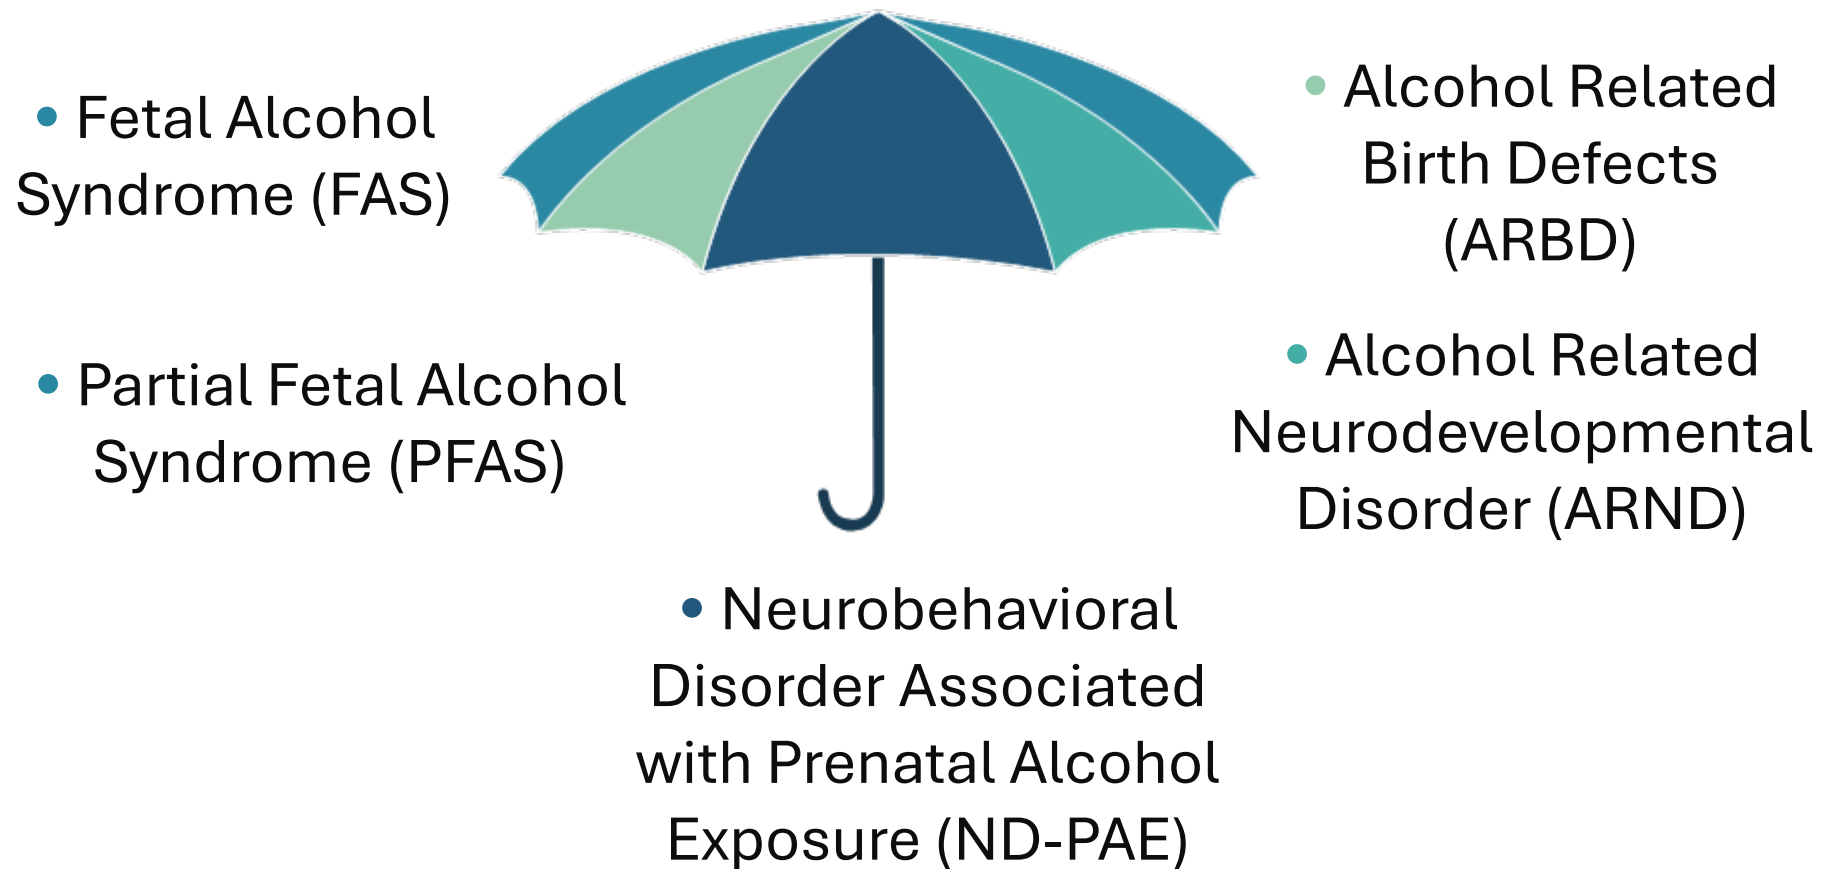 • Fetal Alcohol
Syndrome (FAS)
• Partial Fetal Alcohol
Syndrome (PFAS)
• Alcohol Related
Birth Defects
(ARBD)
• Alcohol Related
Neurodevelopmental
Disorder (ARND)
• Neurobehavioral
Disorder Associated
with Prenatal Alcohol
Exposure (ND-PAE)